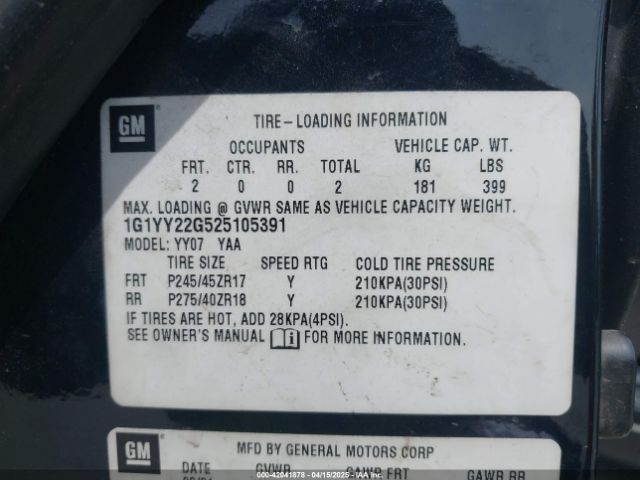 GM
TIRE-LOADING INFORMATION
OCCUPANTS VEHICLE CAP. WT.
FRT. CTR. RR. TOTAL KG LBS
2 0 0 2 181 399
MAX. LOADING @ GVWR SAME AS VEHICLE CAPACITY WEIGHT.
1G1YY22G525105391
MODEL: YY07 YAA
TIRE SIZE SPEED RTG COLD TIRE PRESSURE
FRT P245/45ZR17 Y 210KPA(30PSI)
RR P275/40ZR18 Y 210KPA(30PSI)
IF TIRES ARE HOT, ADD 28KPA(4PSI).
SEE OWNER'S MANUAL i FOR MORE INFORMATION.
GM
MFD BY GENERAL MOTORS CORP
DATE GVWR GAWR FRT GAWR RR
000-42041878 - 04/15/2025 - IAA Inc.